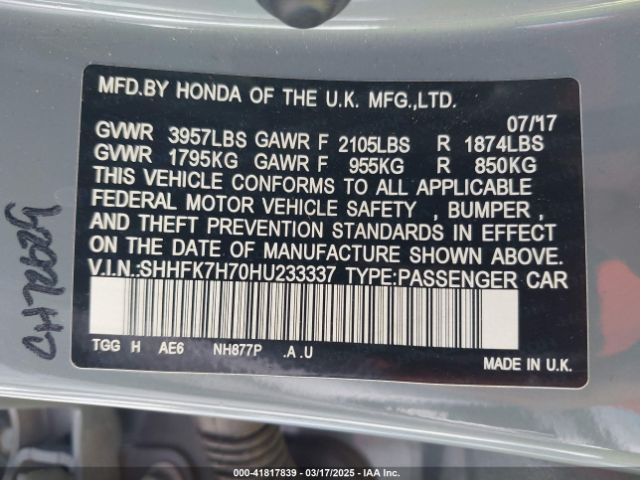 MFD.BY HONDA OF THE U.K. MFG.,LTD.
07/17
GVWR 3957LBS GAWR F 2105LBS R 1874LBS
GVWR 1795KG GAWR F 955KG R 850KG
THIS VEHICLE CONFORMS TO ALL APPLICABLE
FEDERAL MOTOR VEHICLE SAFETY , BUMPER ,
AND THEFT PREVENTION STANDARDS IN EFFECT
ON THE DATE OF MANUFACTURE SHOWN ABOVE.
V.I.N.:SHHFK7H70HU233337 TYPE:PASSENGER CAR
TGG H AE6 NH877P .A .U
MADE IN U.K.
000-41817839 - 03/17/2025 - IAA Inc.